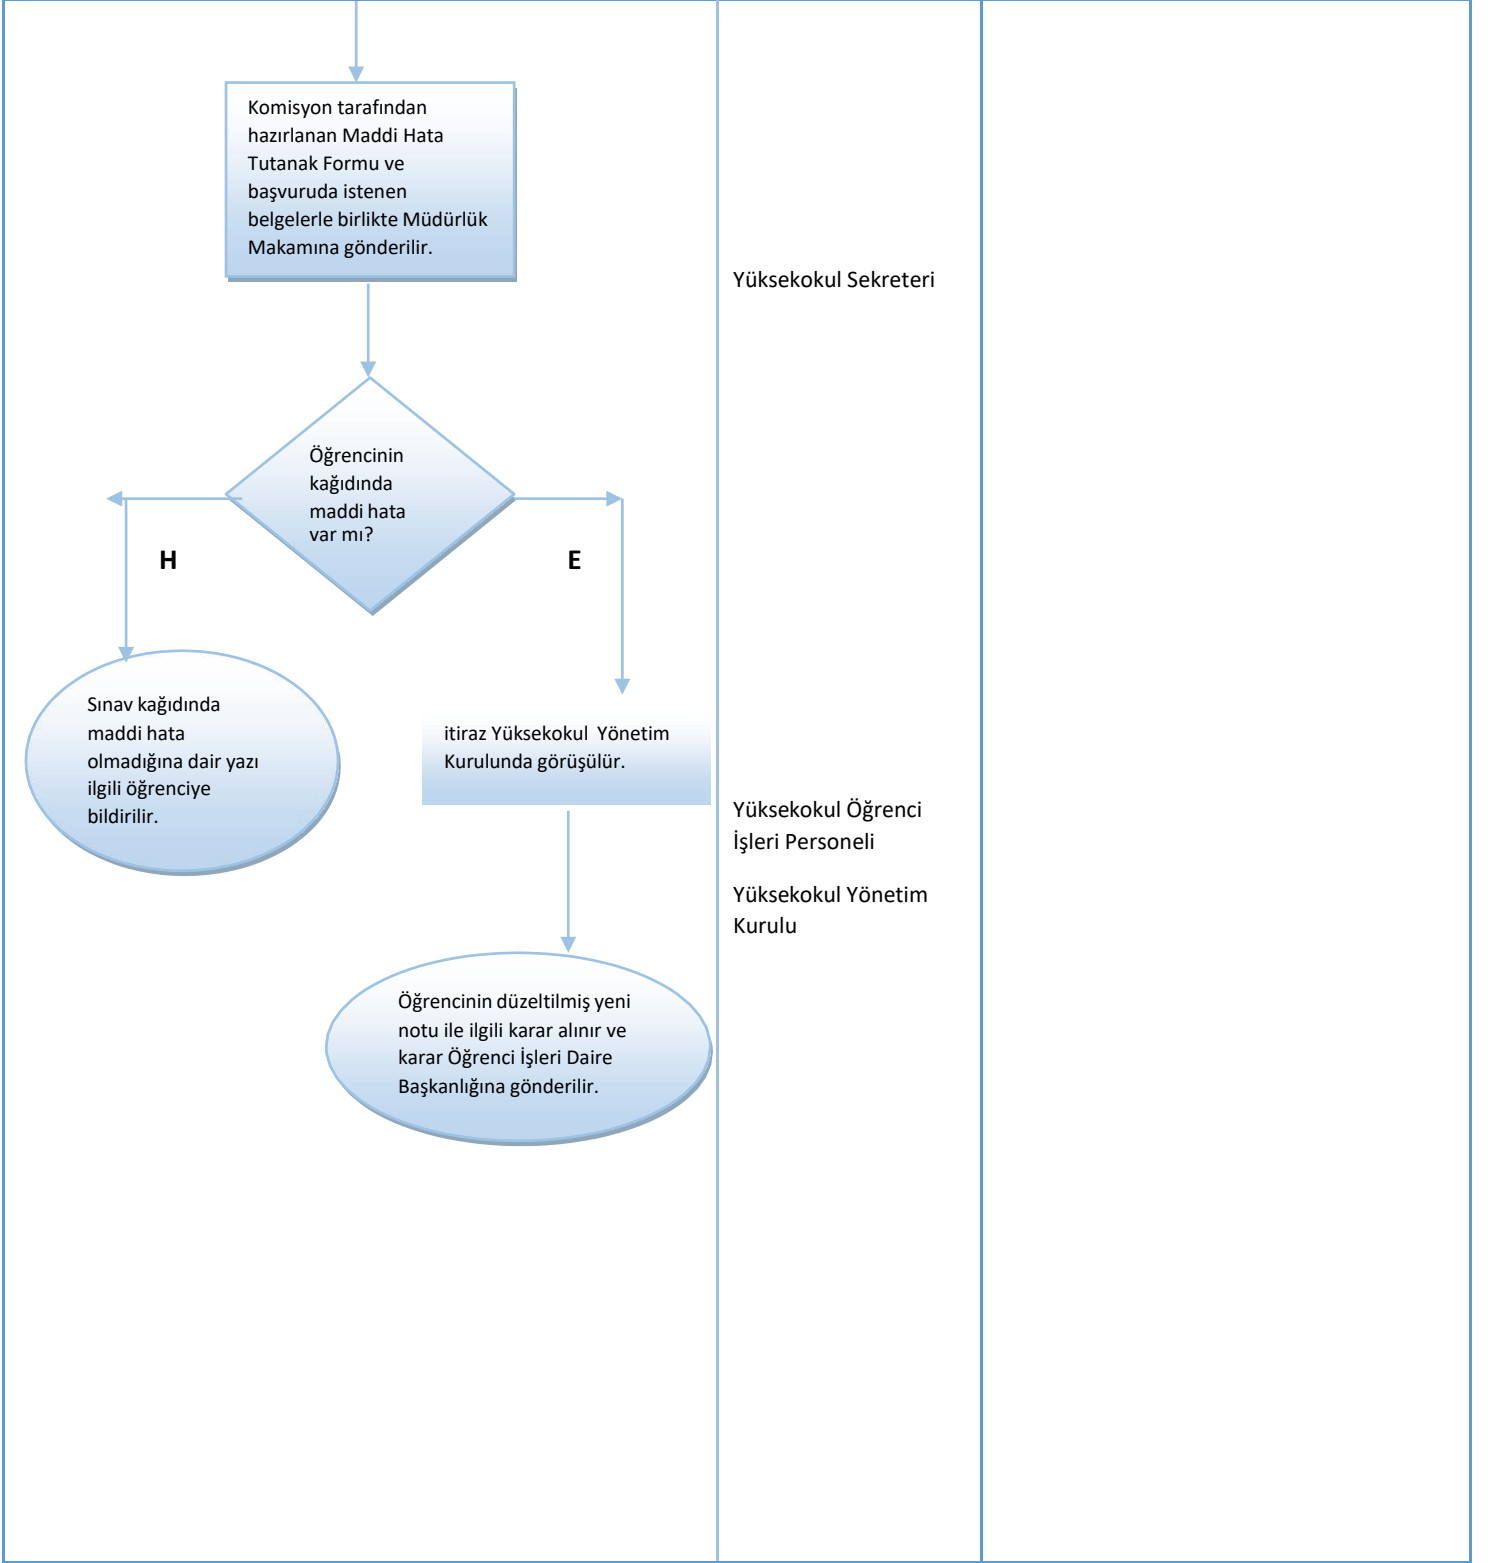 Komisyon tarafından
hazırlanan Maddi Hata
Tutanak Formu ve
başvuruda istenen
belgelerle birlikte Müdürlük
Makamına gönderilir.
Yüksekokul Sekreteri
Öğrencinin
kağıdında
maddi hata
var mı?
H
E
Sınav kağıdında
maddi hata
olmadığına dair yazı
ilgili öğrenciye
bildirilir.
itiraz Yüksekokul Yönetim
Kurulunda görüşülür.
Yüksekokul Öğrenci
İşleri Personeli
Yüksekokul Yönetim
Kurulu
Öğrencinin düzeltilmiş yeni
notu ile ilgili karar alınır ve
karar Öğrenci İşleri Daire
Başkanlığına gönderilir.